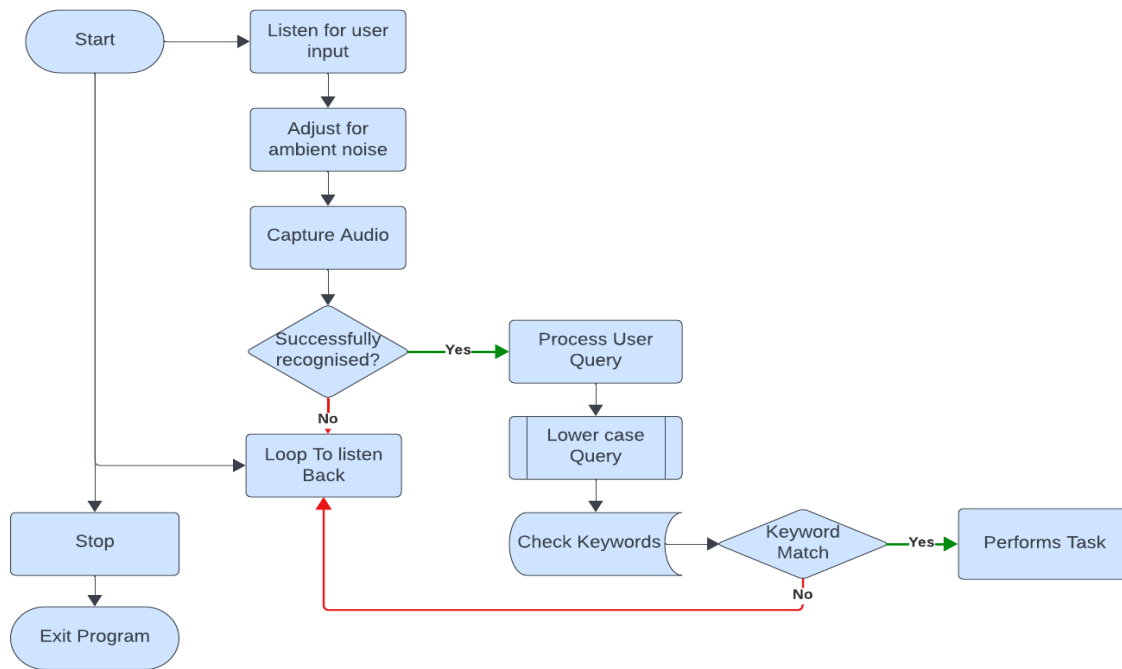 Start
Listen for user
input
Adjust for
ambient noise
Capture Audio
Successfully
recognised?
Yes
Process User
Query
No
Loop To listen
Back
Lower case
Query
Stop
Check Keywords
Keyword
Match
Yes
Performs Task
No
Exit Program